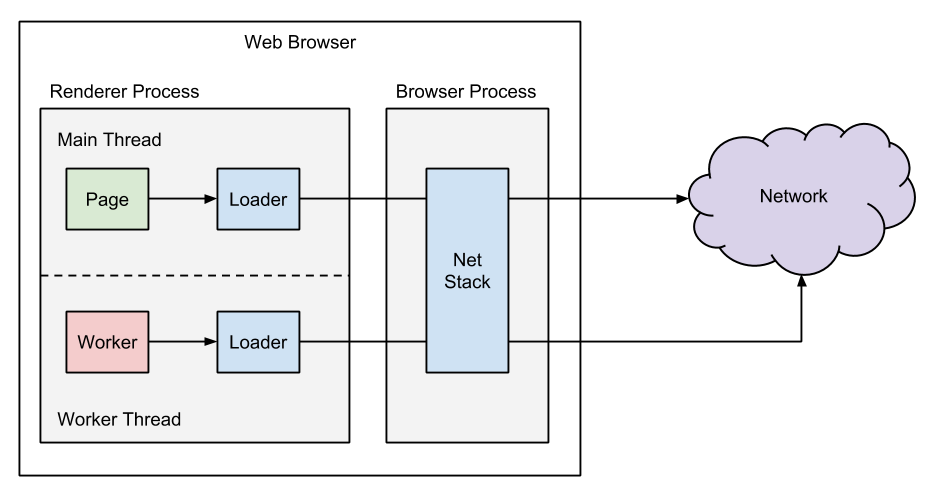 Web Browser
Renderer Process
Browser Process
Main Thread
Page
Loader
Network
Net
Stack
Worker
Loader
Worker Thread